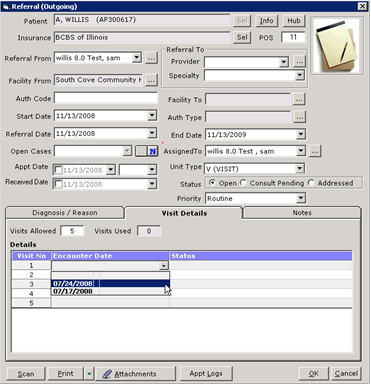 Referral (Outgoing)
Patient A, WILLIS (AP300617) Sel Info Hub
Insurance BCBS of Illinois Sel POS 11
Referral From willis 8.0 Test, sam ...
Referral To
Provider ...
Specialty
Facility From South Cove Community H ...
Auth Code
Facility To ...
Start Date 11/13/2008
Auth Type
Referral Date 11/13/2008
End Date 11/13/2009
Open Cases ... N
AssignedTo willis 8.0 Test , sam ...
Appt Date 11/13/2008
Unit Type V (VISIT)
Received Date 11/13/2008
Status Open Consult Pending Addressed
Priority Routine
Diagnosis / Reason Visit Details Notes
Visits Allowed 5 Visits Used 0
Details
Visit No Encounter Date Status
1
2
3 07/24/2008
4 07/17/2008
5
Scan Print Attachments Appt Logs OK Cancel